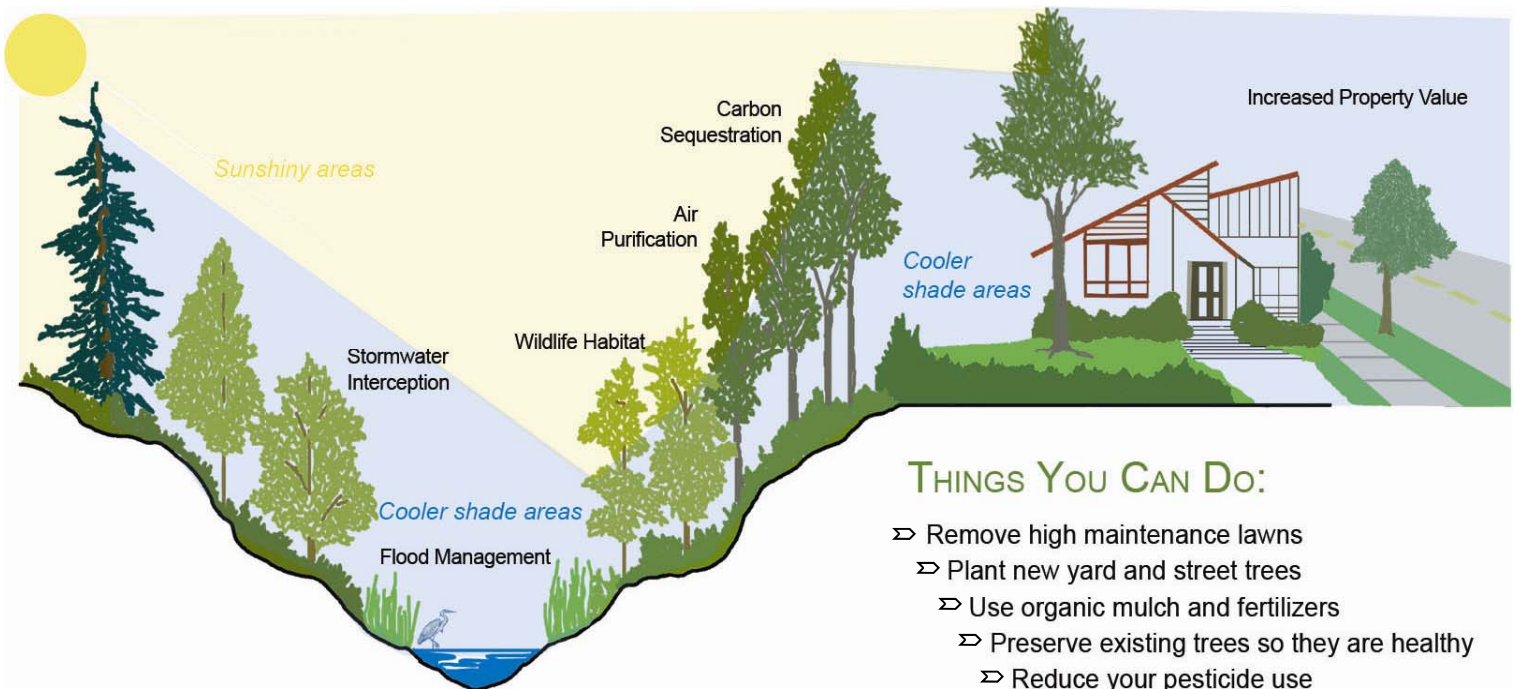 Increased Property Value
Carbon
Sequestration
Sunshiny areas
Air
Purification
Cooler
shade areas
Wildlife Habitat
Stormwater
Interception
Cooler shade areas
Flood Management
THINGS YOU CAN DO:
Remove high maintenance lawns
Plant new yard and street trees
Use organic mulch and fertilizers
Preserve existing trees so they are healthy
Reduce your pesticide use